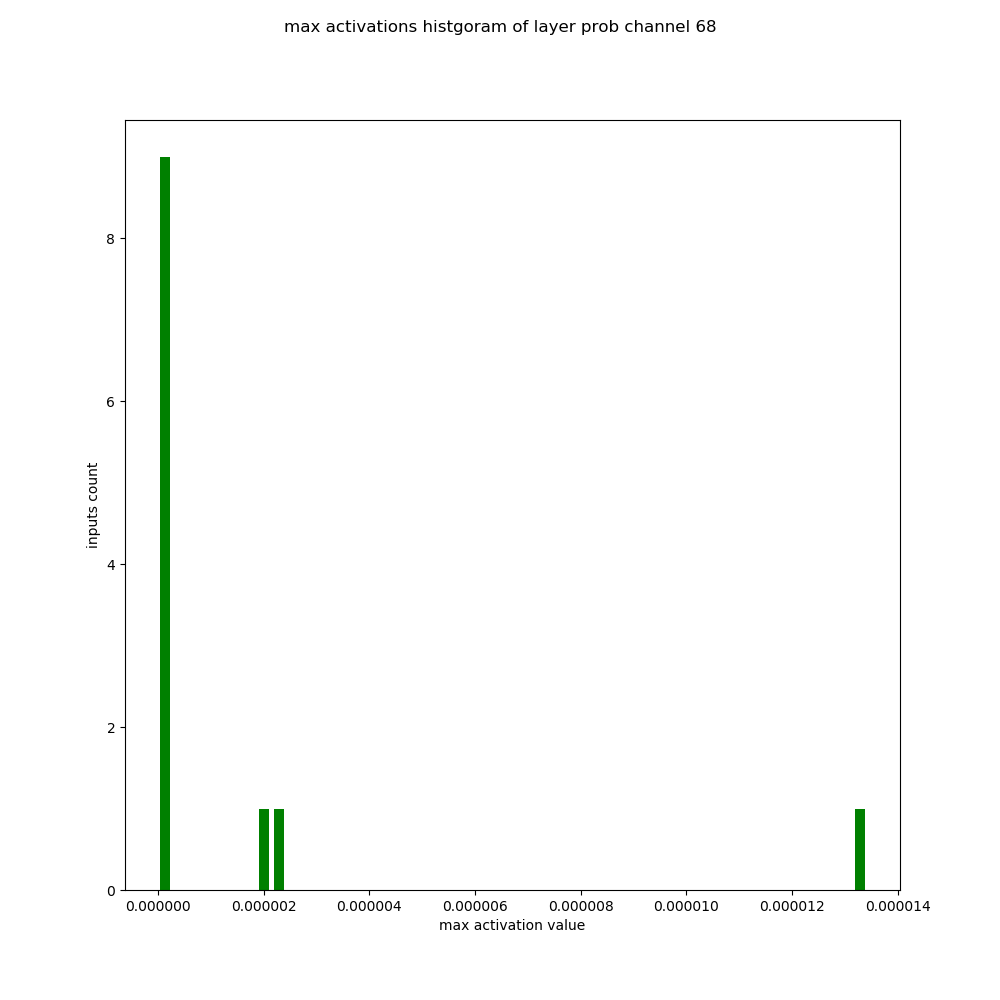 max activations histgoram of layer prob channel 68
8
6
4
2
0
inputs count
0.000000 0.000002 0.000004 0.000006 0.000008 0.000010 0.000012 0.000014
max activation value